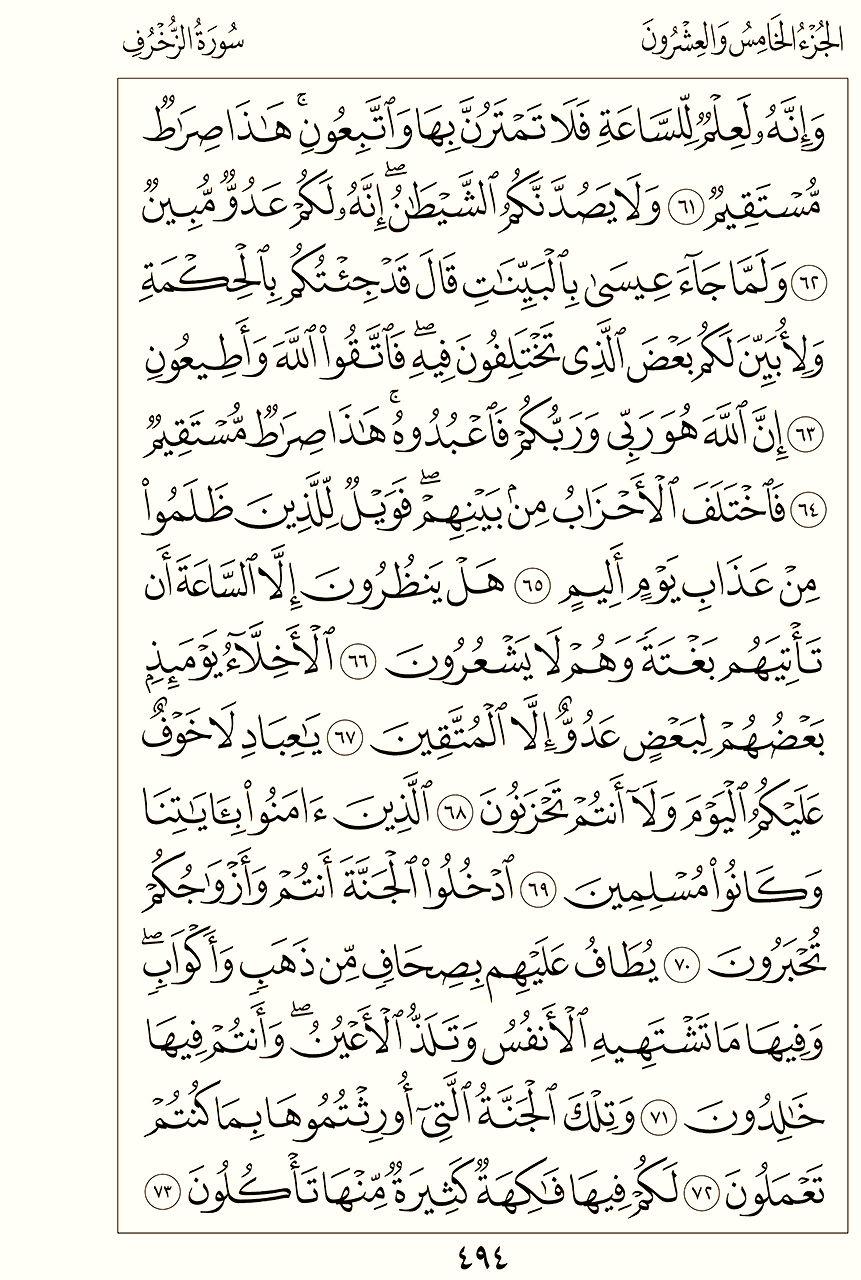 الجُزْءُ الخَامِسُ وَالعِشْرُونَ
سُورَةُ الزُّخْرُفِ
وَإِنَّهُۥ لَعِلْمٌ لِّلسَّاعَةِ فَلَا تَمْتَرُنَّ بِهَا وَٱتَّبِعُونِ ۚ هَـٰذَا صِرَٰطٌ
مُّسْتَقِيمٌ ٦١ وَلَا يَصُدَّنَّكُمُ ٱلشَّيْطَـٰنُ ۖ إِنَّهُۥ لَكُمْ عَدُوٌّ مُّبِينٌ
٦٢ وَلَمَّا جَآءَ عِيسَىٰ بِٱلْبَيِّنَـٰتِ قَالَ قَدْ جِئْتُكُم بِٱلْحِكْمَةِ
وَلِأُبَيِّنَ لَكُم بَعْضَ ٱلَّذِى تَخْتَلِفُونَ فِيهِ ۖ فَٱتَّقُوا۟ ٱللَّهَ وَأَطِيعُونِ
٦٣ إِنَّ ٱللَّهَ هُوَ رَبِّى وَرَبُّكُمْ فَٱعْبُدُوهُ ۚ هَـٰذَا صِرَٰطٌ مُّسْتَقِيمٌ
٦٤ فَٱخْتَلَفَ ٱلْأَحْزَابُ مِنۢ بَيْنِهِمْ ۖ فَوَيْلٌ لِّلَّذِينَ ظَلَمُوا۟
مِنْ عَذَابِ يَوْمٍ أَلِيمٍ ٦٥ هَلْ يَنظُرُونَ إِلَّا ٱلسَّاعَةَ أَن
تَأْتِيَهُم بَغْتَةً وَهُمْ لَا يَشْعُرُونَ ٦٦ ٱلْأَخِلَّآءُ يَوْمَئِذٍۭ
بَعْضُهُمْ لِبَعْضٍ عَدُوٌّ إِلَّا ٱلْمُتَّقِينَ ٦٧ يَـٰعِبَادِ لَا خَوْفٌ
عَلَيْكُمُ ٱلْيَوْمَ وَلَآ أَنتُمْ تَحْزَنُونَ ٦٨ ٱلَّذِينَ ءَامَنُوا۟ بِـَٔايَـٰتِنَا
وَكَانُوا۟ مُسْلِمِينَ ٦٩ ٱدْخُلُوا۟ ٱلْجَنَّةَ أَنتُمْ وَأَزْوَٰجُكُمْ
تُحْبَرُونَ ٧٠ يُطَافُ عَلَيْهِم بِصِحَافٍ مِّن ذَهَبٍ وَأَكْوَابٍ ۖ
وَفِيهَا مَا تَشْتَهِيهِ ٱلْأَنفُسُ وَتَلَذُّ ٱلْأَعْيُنُ ۖ وَأَنتُمْ فِيهَا
خَـٰلِدُونَ ٧١ وَتِلْكَ ٱلْجَنَّةُ ٱلَّتِىٓ أُورِثْتُمُوهَا بِمَا كُنتُمْ
تَعْمَلُونَ ٧٢ لَكُمْ فِيهَا فَـٰكِهَةٌ كَثِيرَةٌ مِّنْهَا تَأْكُلُونَ ٧٣
٤٩٤